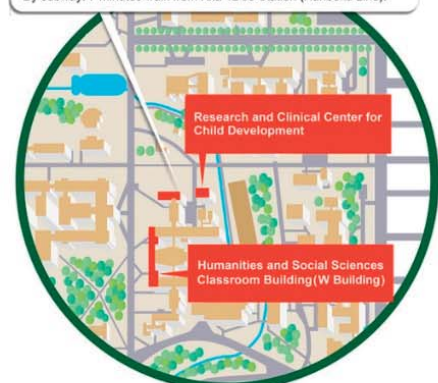 Research and Clinical Center for
Child Development
Humanities and Social Sciences
Classroom Building(W Building)